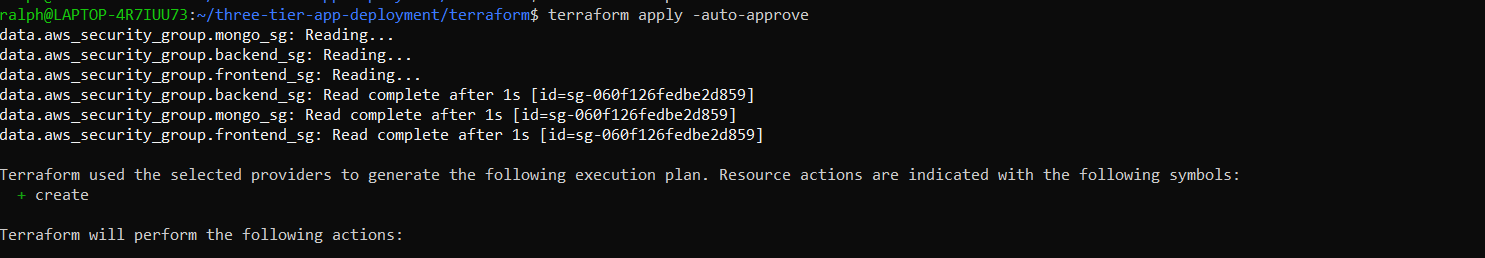 ralph@LAPTOP-4R7IUU73:~/three-tier-app-deployment/terraform$ terraform apply -auto-approve
data.aws_security_group.mongo_sg: Reading...
data.aws_security_group.backend_sg: Reading...
data.aws_security_group.frontend_sg: Reading...
data.aws_security_group.backend_sg: Read complete after 1s [id=sg-060f126fedbe2d859]
data.aws_security_group.mongo_sg: Read complete after 1s [id=sg-060f126fedbe2d859]
data.aws_security_group.frontend_sg: Read complete after 1s [id=sg-060f126fedbe2d859]
Terraform used the selected providers to generate the following execution plan. Resource actions are indicated with the following symbols:
+ create
Terraform will perform the following actions: